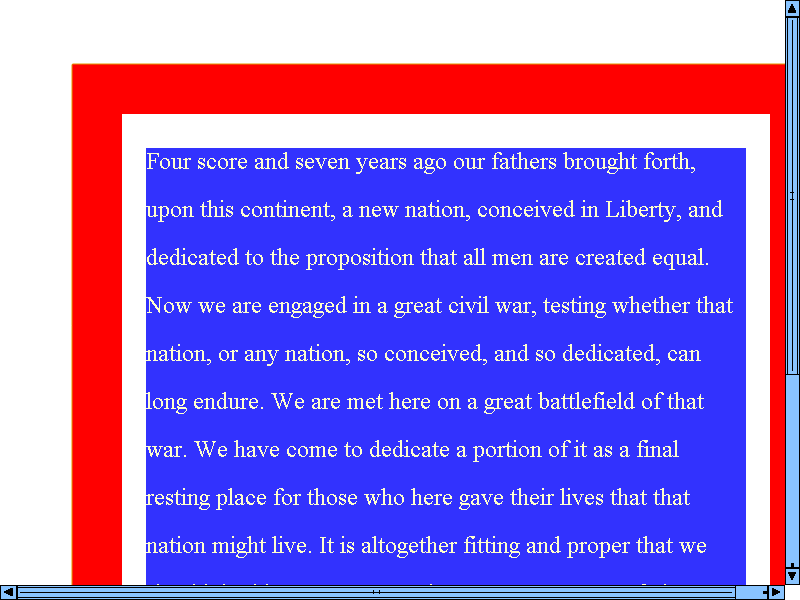 Four score and seven years ago our fathers brought forth,
upon this continent, a new nation, conceived in Liberty, and
dedicated to the proposition that all men are created equal.
Now we are engaged in a great civil war, testing whether that
nation, or any nation, so conceived, and so dedicated, can
long endure. We are met here on a great battlefield of that
war. We have come to dedicate a portion of it as a final
resting place for those who here gave their lives that that
nation might live. It is altogether fitting and proper that we